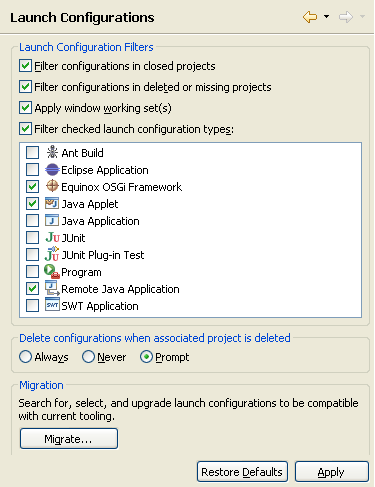 Launch Configurations
Launch Configuration Filters
Filter configurations in closed projects
Filter configurations in deleted or missing projects
Apply window working set(s)
Filter checked launch configuration types:
Ant Build
Eclipse Application
Equinox OSGi Framework
Java Applet
Java Application
JUnit
JUnit Plug-in Test
Program
Remote Java Application
SWT Application
Delete configurations when associated project is deleted
Always Never Prompt
Migration
Search for, select, and upgrade launch configurations to be compatible
with current tooling.
Migrate...
Restore Defaults Apply